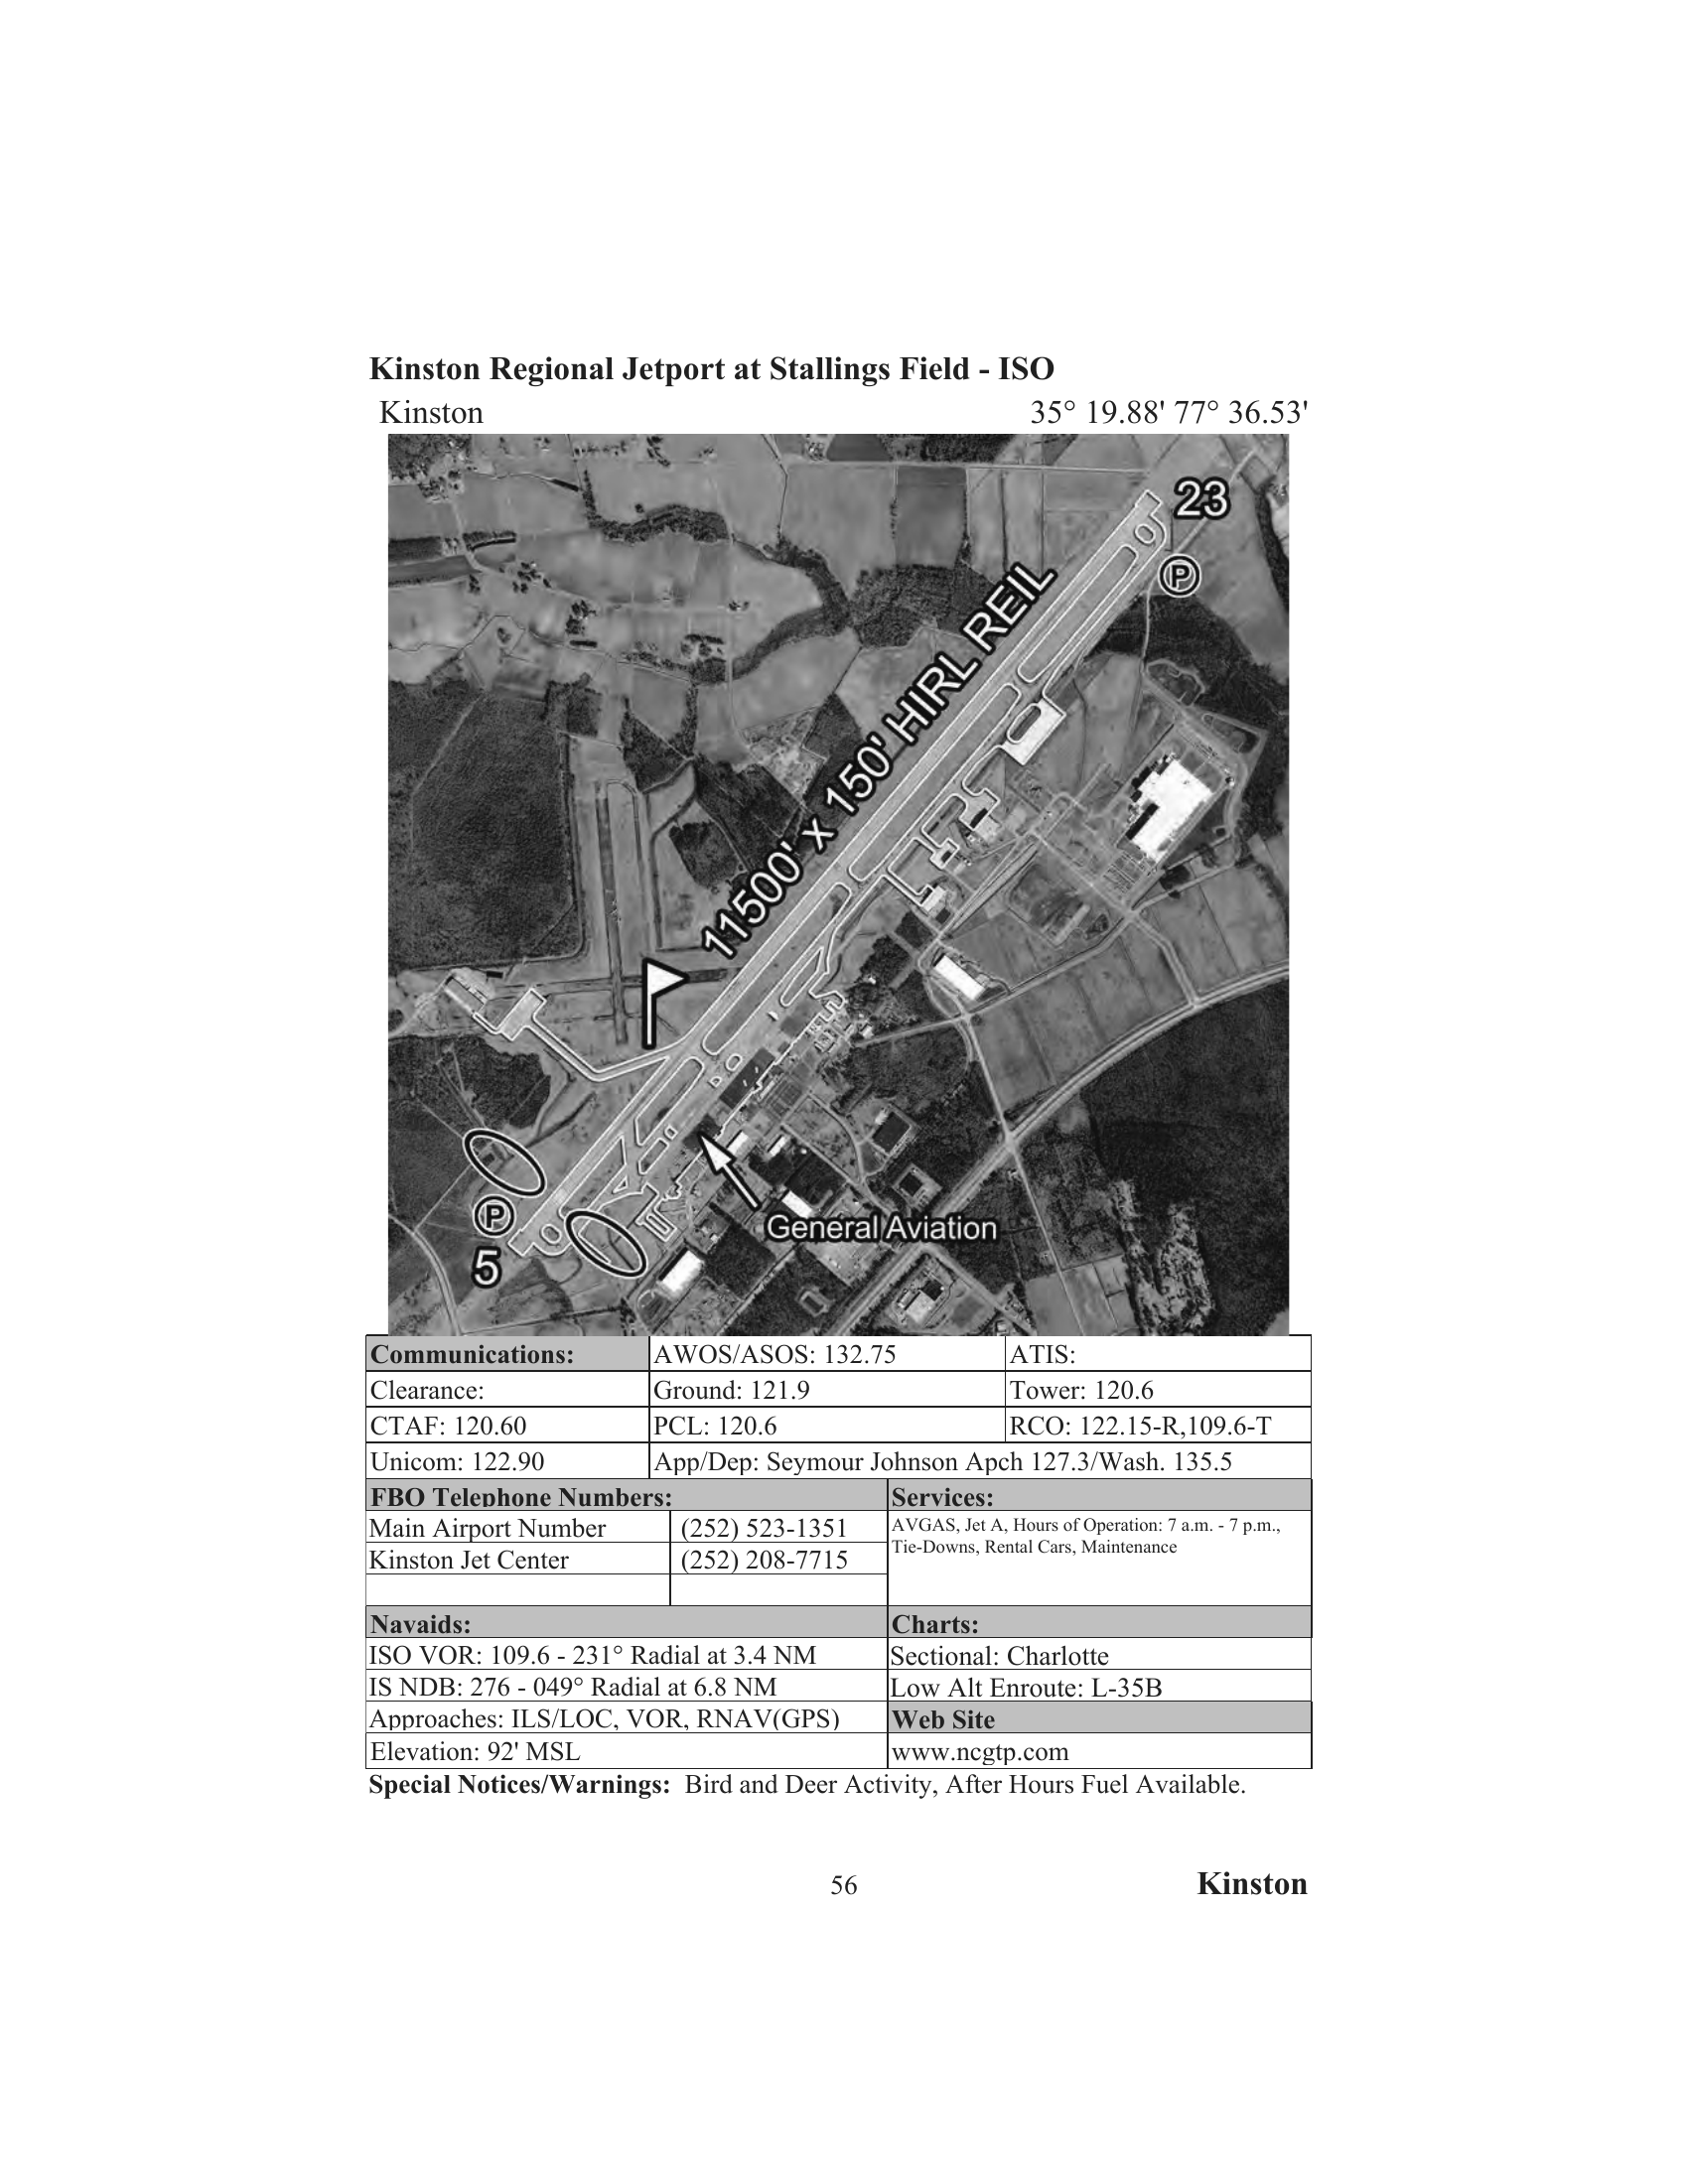 Kinston Regional Jetport at Stallings Field - ISO
Kinston 35° 19.88' 77° 36.53'
23
P
11500' x 150' HIRL REIL
P
5
General Aviation
Communications: AWOS/ASOS: 132.75 ATIS:
Clearance: Ground: 121.9 Tower: 120.6
CTAF: 120.60 PCL: 120.6 RCO: 122.15-R,109.6-T
Unicom: 122.90 App/Dep: Seymour Johnson Apch 127.3/Wash. 135.5
FBO Telephone Numbers: Services:
Main Airport Number (252) 523-1351 AVGAS, Jet A, Hours of Operation: 7 a.m. - 7 p.m.,
Tie-Downs, Rental Cars, Maintenance
Kinston Jet Center (252) 208-7715
Navaids: Charts:
ISO VOR: 109.6 - 231° Radial at 3.4 NM Sectional: Charlotte
IS NDB: 276 - 049° Radial at 6.8 NM Low Alt Enroute: L-35B
Approaches: ILS/LOC, VOR, RNAV(GPS) Web Site
Elevation: 92' MSL www.ncgtp.com
Special Notices/Warnings: Bird and Deer Activity, After Hours Fuel Available.
56 Kinston